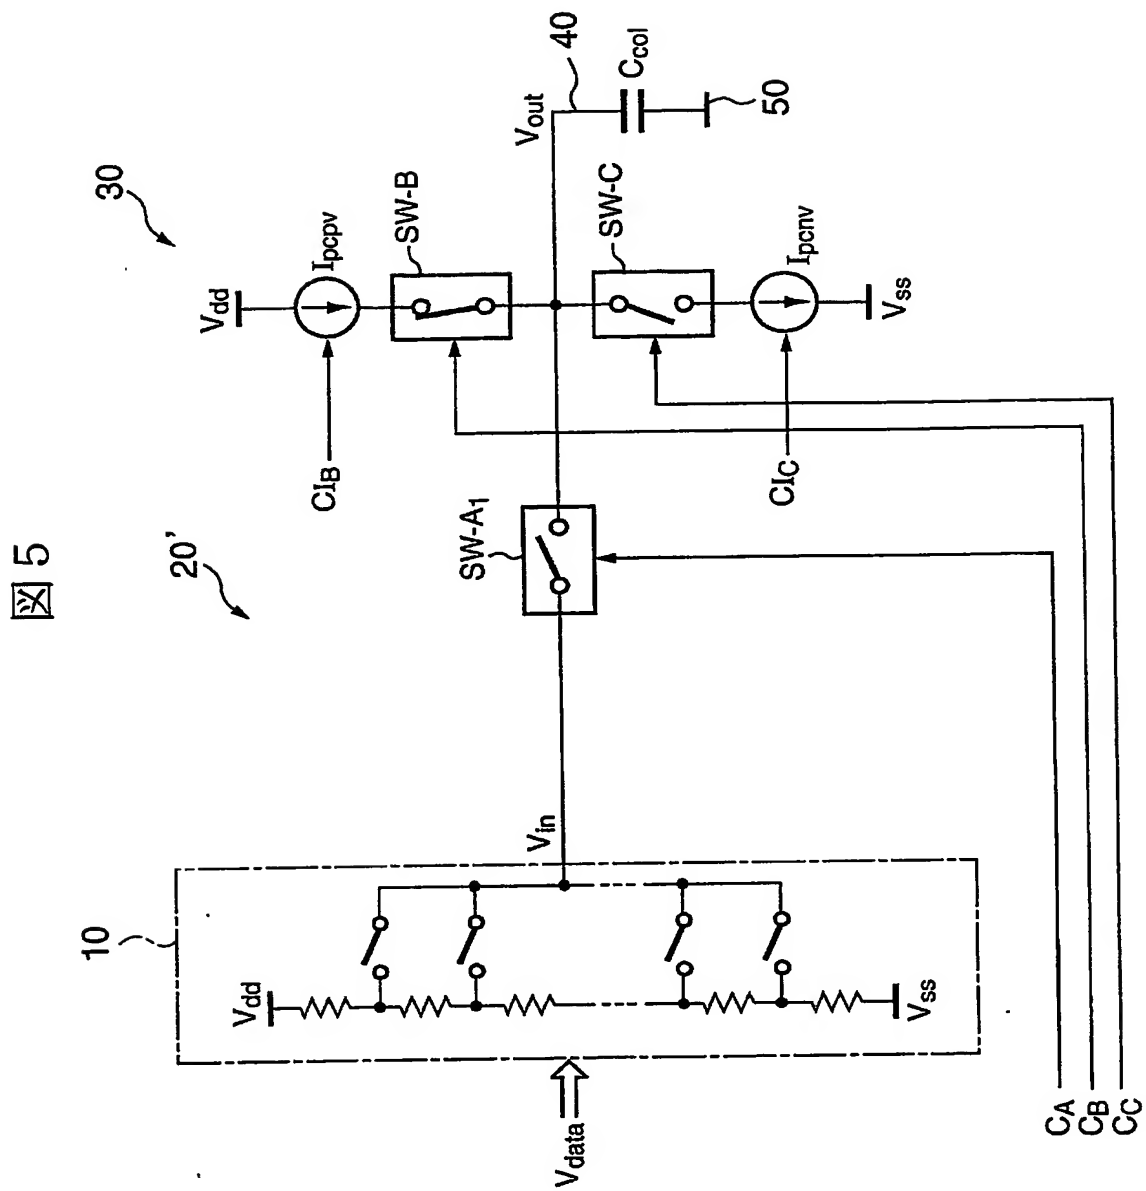 図5
20'
30
10
Vdata
Vdd
Vss
Vin
SW-A1
CIB
CIC
Vdd
Ipcpv
SW-B
SW-C
Ipcnv
Vss
Vout
40
Ccol
50
CA
CB
CC